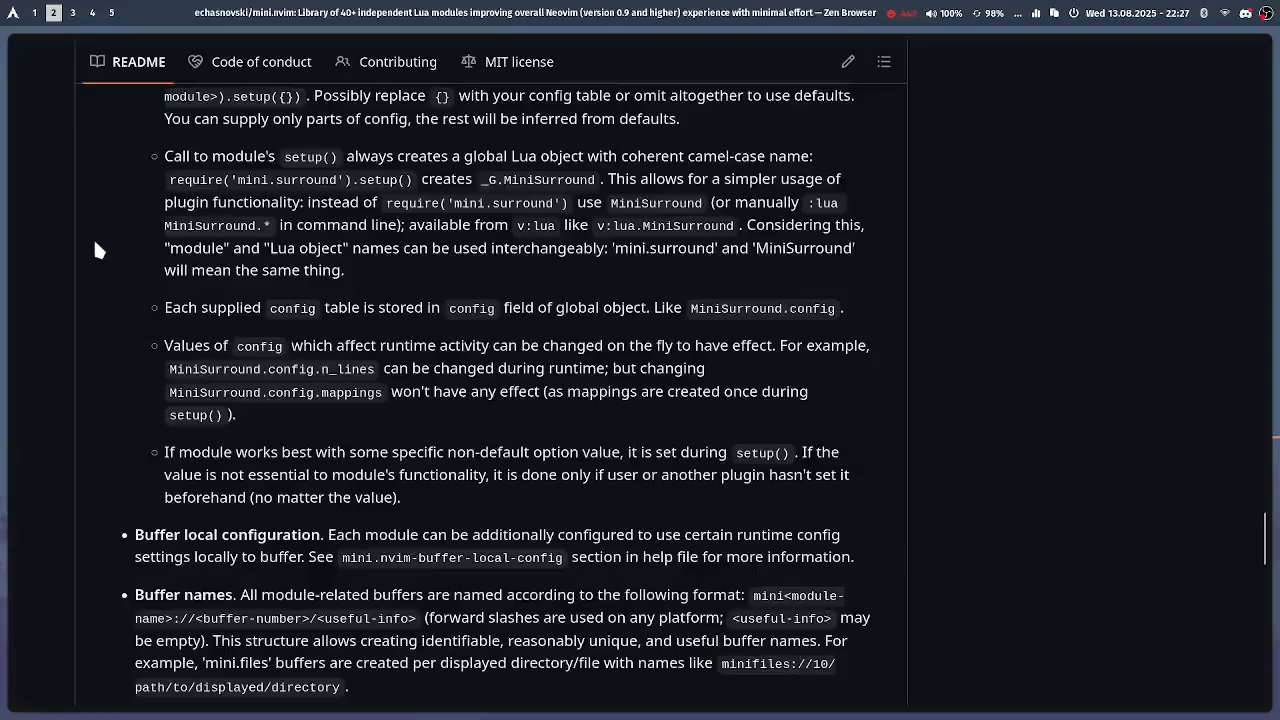 1 2 3 4 5
echasnovski/mini.nvim: Library of 40+ independent Lua modules improving overall Neovim (version 0.9 and higher) experience with minimal effort — Zen Browser
100% 98% ... Wed 13.08.2025 - 22:27
README Code of conduct Contributing MIT license
module>).setup({}). Possibly replace {} with your config table or omit altogether to use defaults.
You can supply only parts of config, the rest will be inferred from defaults.
○ Call to module's setup() always creates a global Lua object with coherent camel-case name:
require('mini.surround').setup() creates _G.MiniSurround. This allows for a simpler usage of
plugin functionality: instead of require('mini.surround') use MiniSurround (or manually :lua
MiniSurround.* in command line); available from v:lua like v:lua.MiniSurround. Considering this,
"module" and "Lua object" names can be used interchangeably: 'mini.surround' and 'MiniSurround'
will mean the same thing.
○ Each supplied config table is stored in config field of global object. Like MiniSurround.config.
○ Values of config which affect runtime activity can be changed on the fly to have effect. For example,
MiniSurround.config.n_lines can be changed during runtime; but changing
MiniSurround.config.mappings won't have any effect (as mappings are created once during
setup()).
○ If module works best with some specific non-default option value, it is set during setup(). If the
value is not essential to module's functionality, it is done only if user or another plugin hasn't set it
beforehand (no matter the value).
• Buffer local configuration. Each module can be additionally configured to use certain runtime config
settings locally to buffer. See mini.nvim-buffer-local-config section in help file for more information.
• Buffer names. All module-related buffers are named according to the following format: mini<module-
name>://<buffer-number>/<useful-info> (forward slashes are used on any platform; <useful-info> may
be empty). This structure allows creating identifiable, reasonably unique, and useful buffer names. For
example, 'mini.files' buffers are created per displayed directory/file with names like minifiles://10/
path/to/displayed/directory.